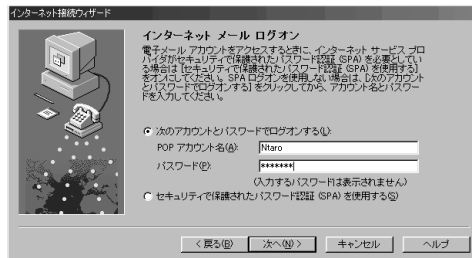 インターネット接続ウィザード
インターネット メール ログオン
電子メール アカウントをアクセスするときに、インターネット サービス プロ
バイダがセキュリティで保護されたパスワード認証 (SPA) を必要としてい
る場合は [セキュリティで保護されたパスワード認証 (SPA) を使用する]
をオンにしてください。SPA ログオンを使用しない場合は、[次のアカウント
とパスワードでログオンする] をクリックしてから、アカウント名とパスワー
ドを入力してください。
次のアカウントとパスワードでログオンする(L):
POP アカウント名(A): Ntaro
パスワード(P): *******
(入力するパスワードは表示されません)
セキュリティで保護されたパスワード認証 (SPA) を使用する(S)
< 戻る(B) 次へ(N) > キャンセル ヘルプ